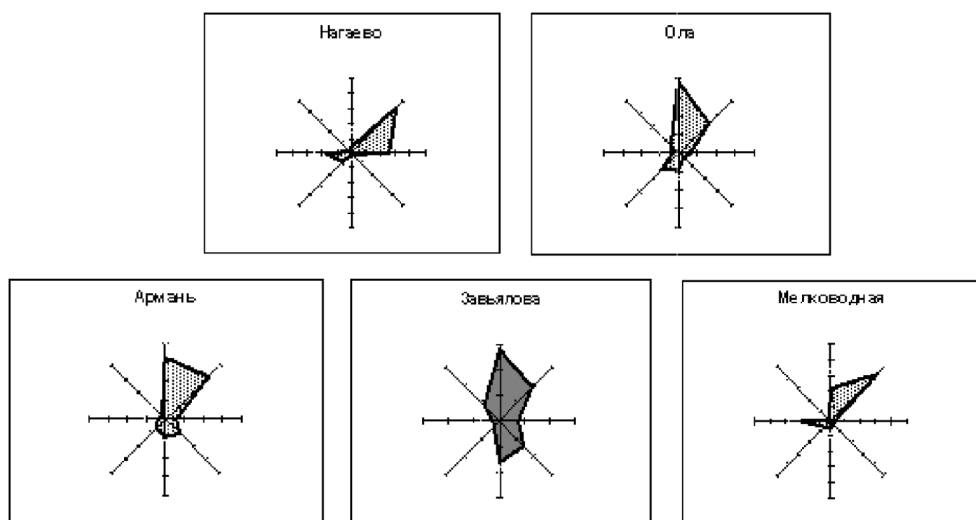 Нагаево
Ола
Армань
Завьялова
Мелководная